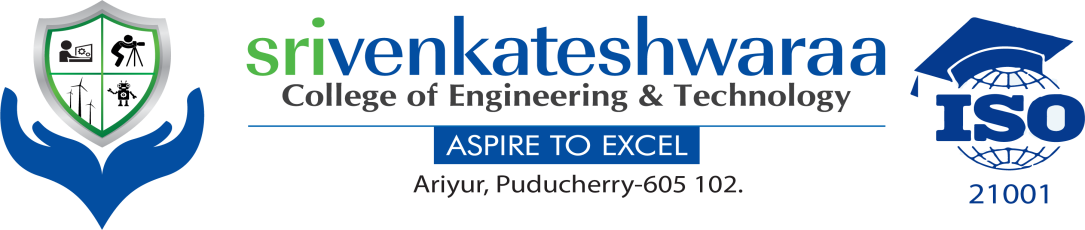 srivenkateshwaraa
College of Engineering & Technology
ASPIRE TO EXCEL
Ariyur, Puducherry-605 102.
ISO
21001